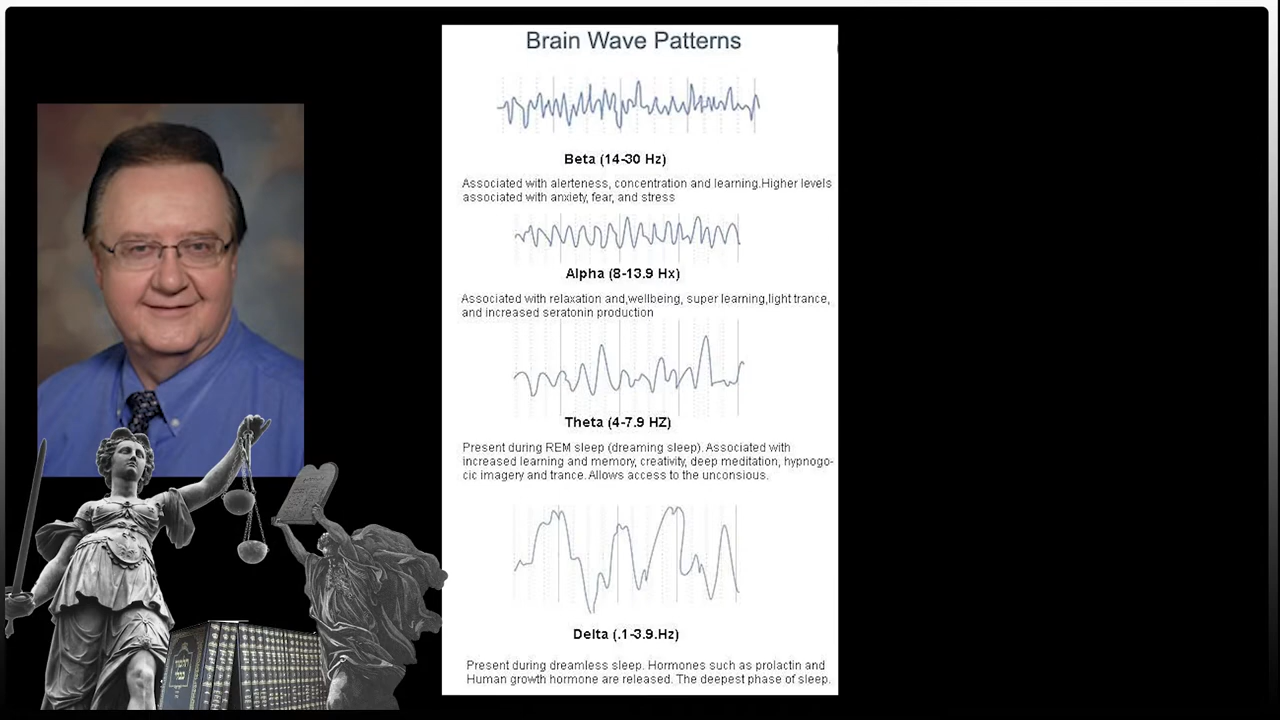 Brain Wave Patterns
Beta (14-30 Hz)
Associated with alerteness, concentration and learning.Higher levels
associated with anxiety, fear, and stress
Alpha (8-13.9 Hx)
Associated with relaxation and,wellbeing, super learning,light trance,
and increased seratonin production
Theta (4-7.9 HZ)
Present during REM sleep (dreaming sleep). Associated with
increased learning and memory, creativity, deep meditation, hypnogo-
cic imagery and trance. Allows access to the unconsious.
Delta (.1-3.9.Hz)
Present during dreamless sleep. Hormones such as prolactin and
Human growth hormone are released. The deepest phase of sleep.